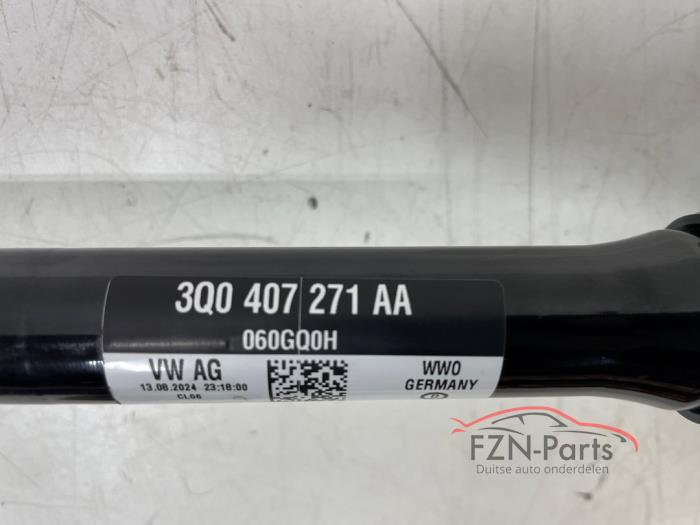 3Q0 407 271 AA
060GQ0H
VW AG
13.08.2024 23:18:00
CL06
WWO
GERMANY
FZN-Parts
Duitse auto onderdelen